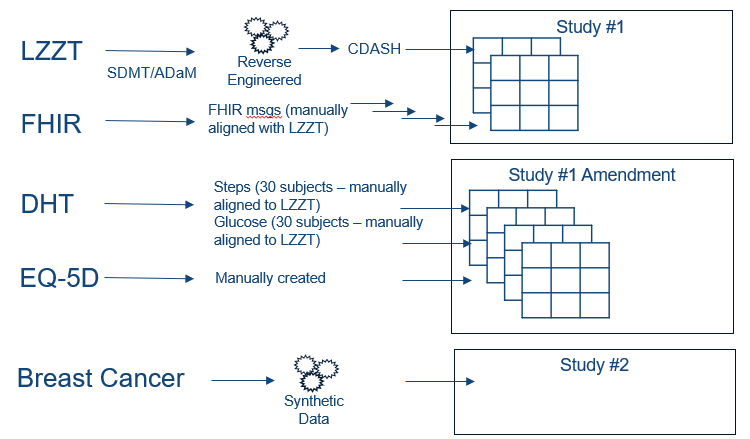 Study #1
LZZT
SDMT/ADaM
Reverse
Engineered
CDASH
FHIR
FHIR msgs (manually
aligned with LZZT)
Study #1 Amendment
DHT
Steps (30 subjects – manually
aligned to LZZT)
Glucose (30 subjects – manually
aligned to LZZT)
EQ-5D
Manually created
Study #2
Breast Cancer
Synthetic
Data